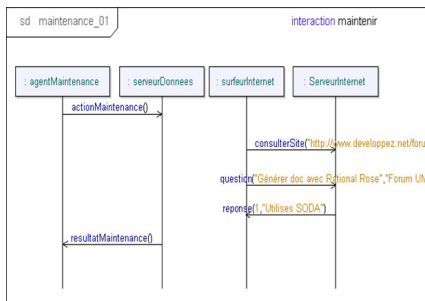 sd maintenance_01
interaction maintenir
: agentMaintenance
: serveurDonnees
: surfeurInternet
: ServeurInternet
actionMaintenance()
consulterSite("http://www.developpez.net/foru
question("Générer doc avec Rational Rose","Forum UM
reponse(1,"Utilises SODA")
resultatMaintenance()